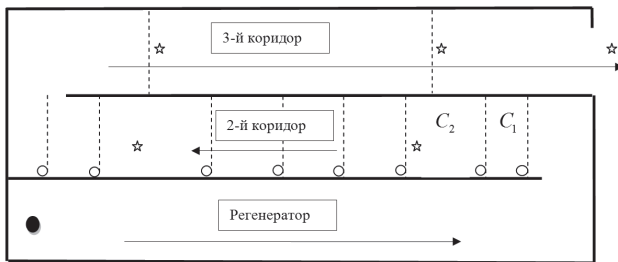 3-й коридор
2-й коридор
C₂
C₁
Регенератор